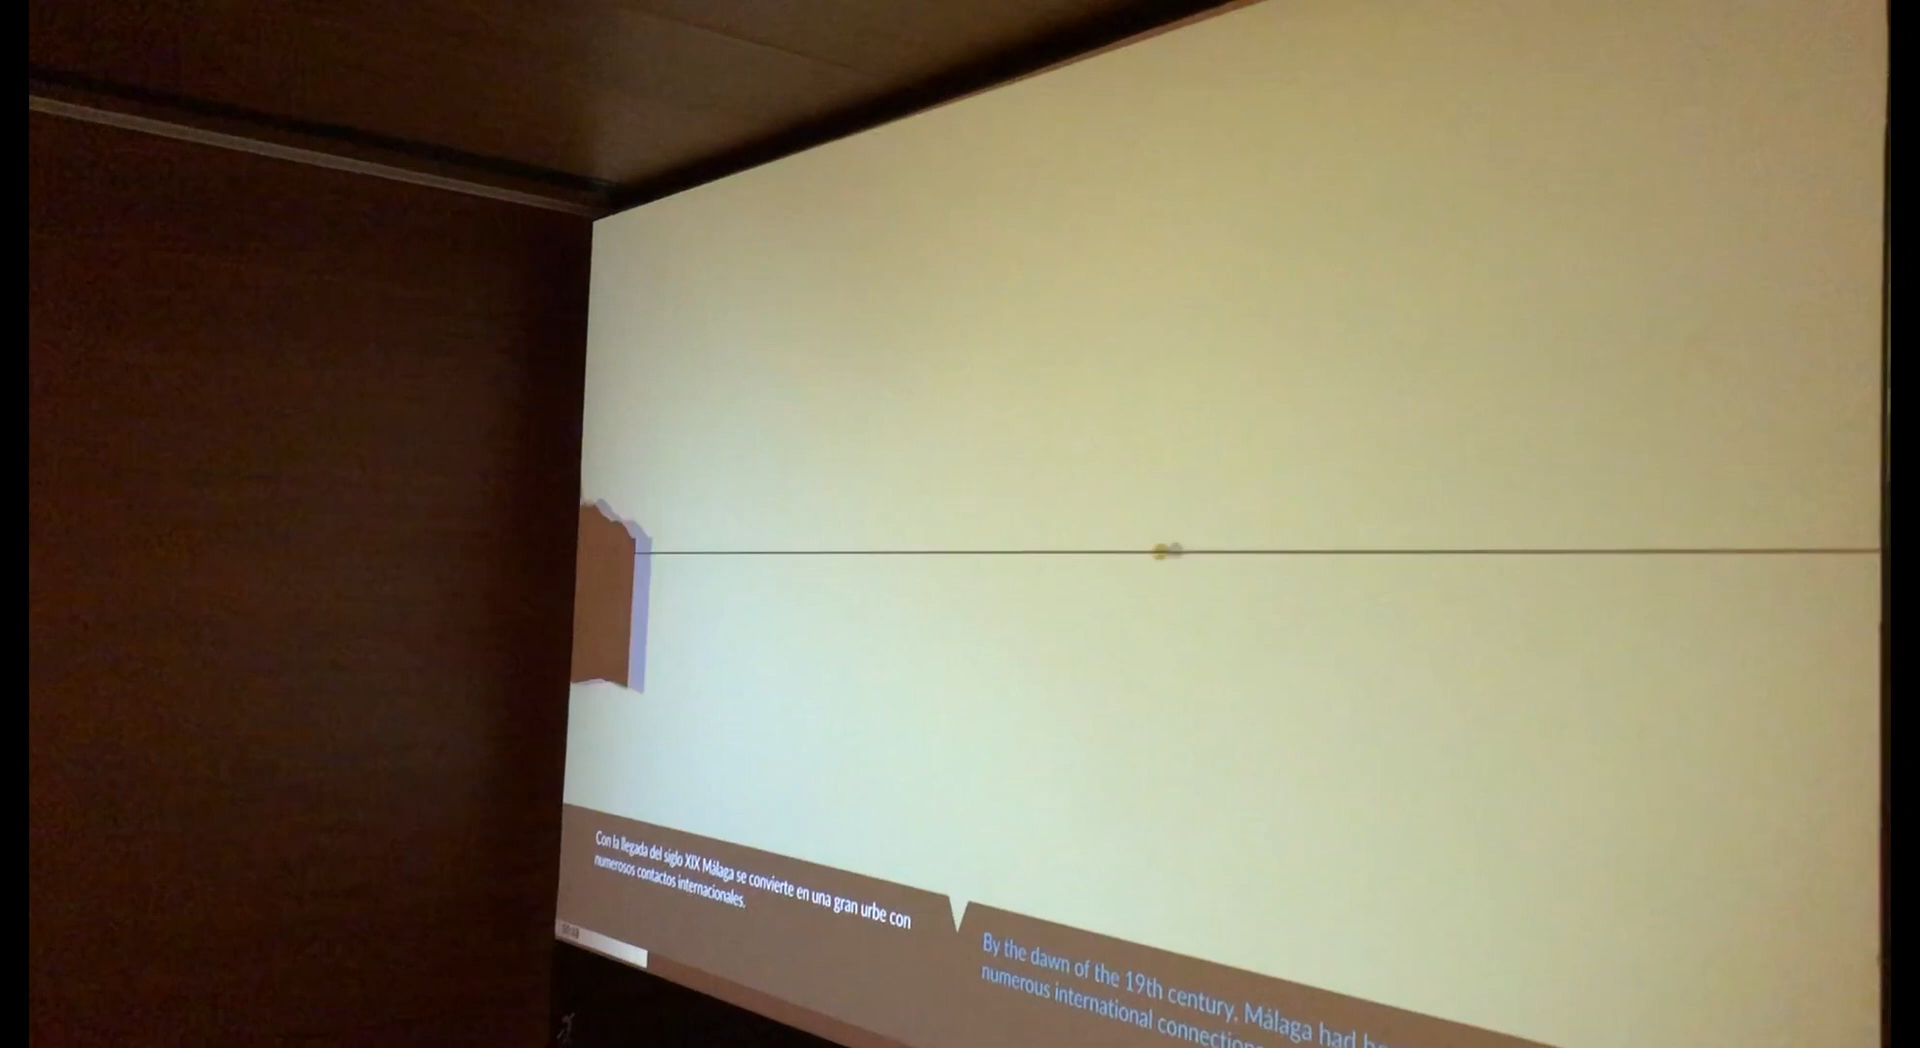 Con la llegada del siglo XIX Málaga se convierte en una gran urbe con
numerosos contactos internacionales.
By the dawn of the 19th century, Málaga had
numerous international